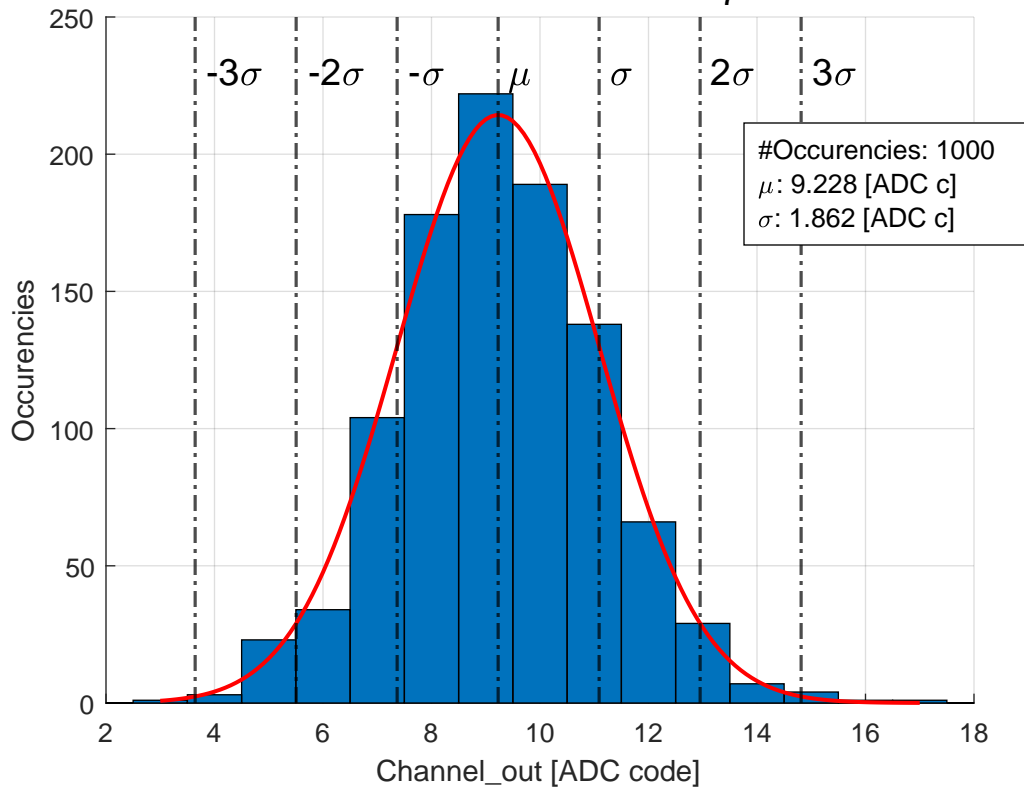 250
200
150
100
50
0
-3σ -2σ -σ μ σ 2σ 3σ
#Occurencies: 1000
μ: 9.228 [ADC c]
σ: 1.862 [ADC c]
Occurencies
2 4 6 8 10 12 14 16 18
Channel_out [ADC code]